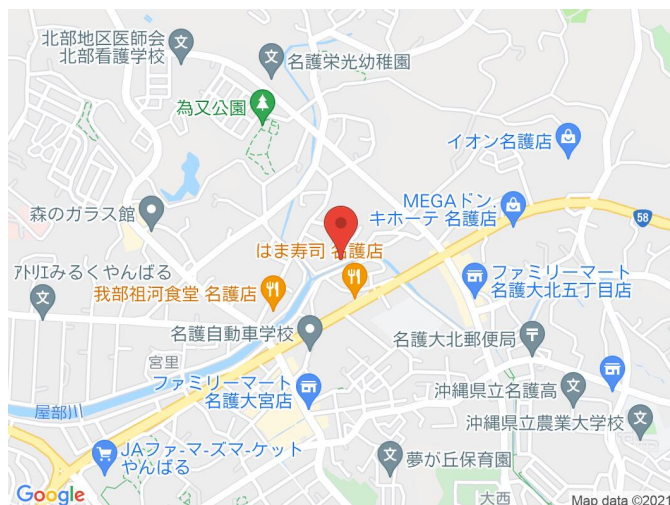 北部地区医師会
北部看護学校
名護栄光幼稚園
為又公園
イオン名護店
森のガラス館
MEGAドン.
キホーテ 名護店
58
はま寿司 名護店
ｱﾄﾘｴみるくやんばる
我部祖河食堂 名護店
ファミリーマート
名護大北五丁目店
名護自動車学校
名護大北郵便局
宮里
ファミリーマート
名護大宮店
沖縄県立名護高
屋部川
沖縄県立農業大学校
JAファ-マ-ズマ-ケット
やんばる
夢が丘保育園
大西
Google
Map data ©2021